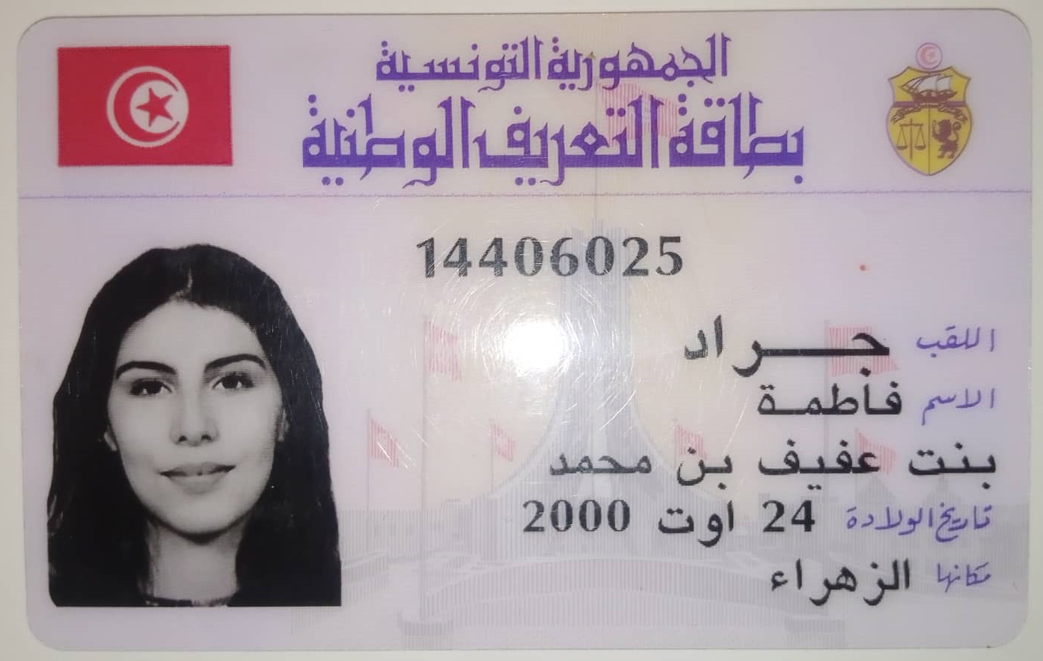 الجمهورية التونسية
بطاقة التعريف الوطنية
14406025
اللقب جراد
الاسم فاطمة
بنت عفيف بن محمد
تاريخ الولادة 24 اوت 2000
مكانها الزهراء